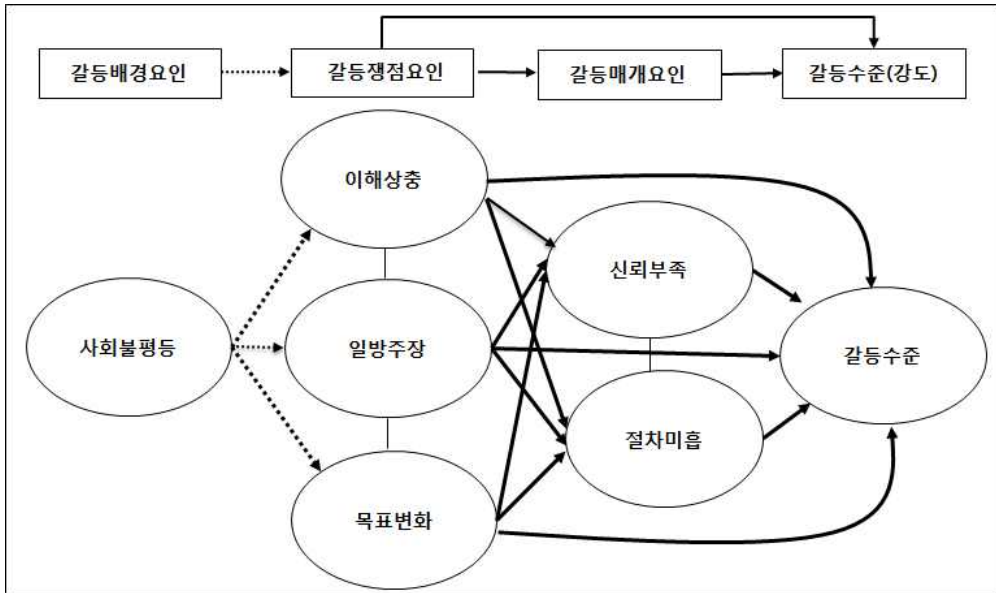 갈등배경요인
갈등쟁점요인
갈등매개요인
갈등수준(강도)
이해상충
신뢰부족
사회불평등
일방주장
갈등수준
절차미흡
목표변화